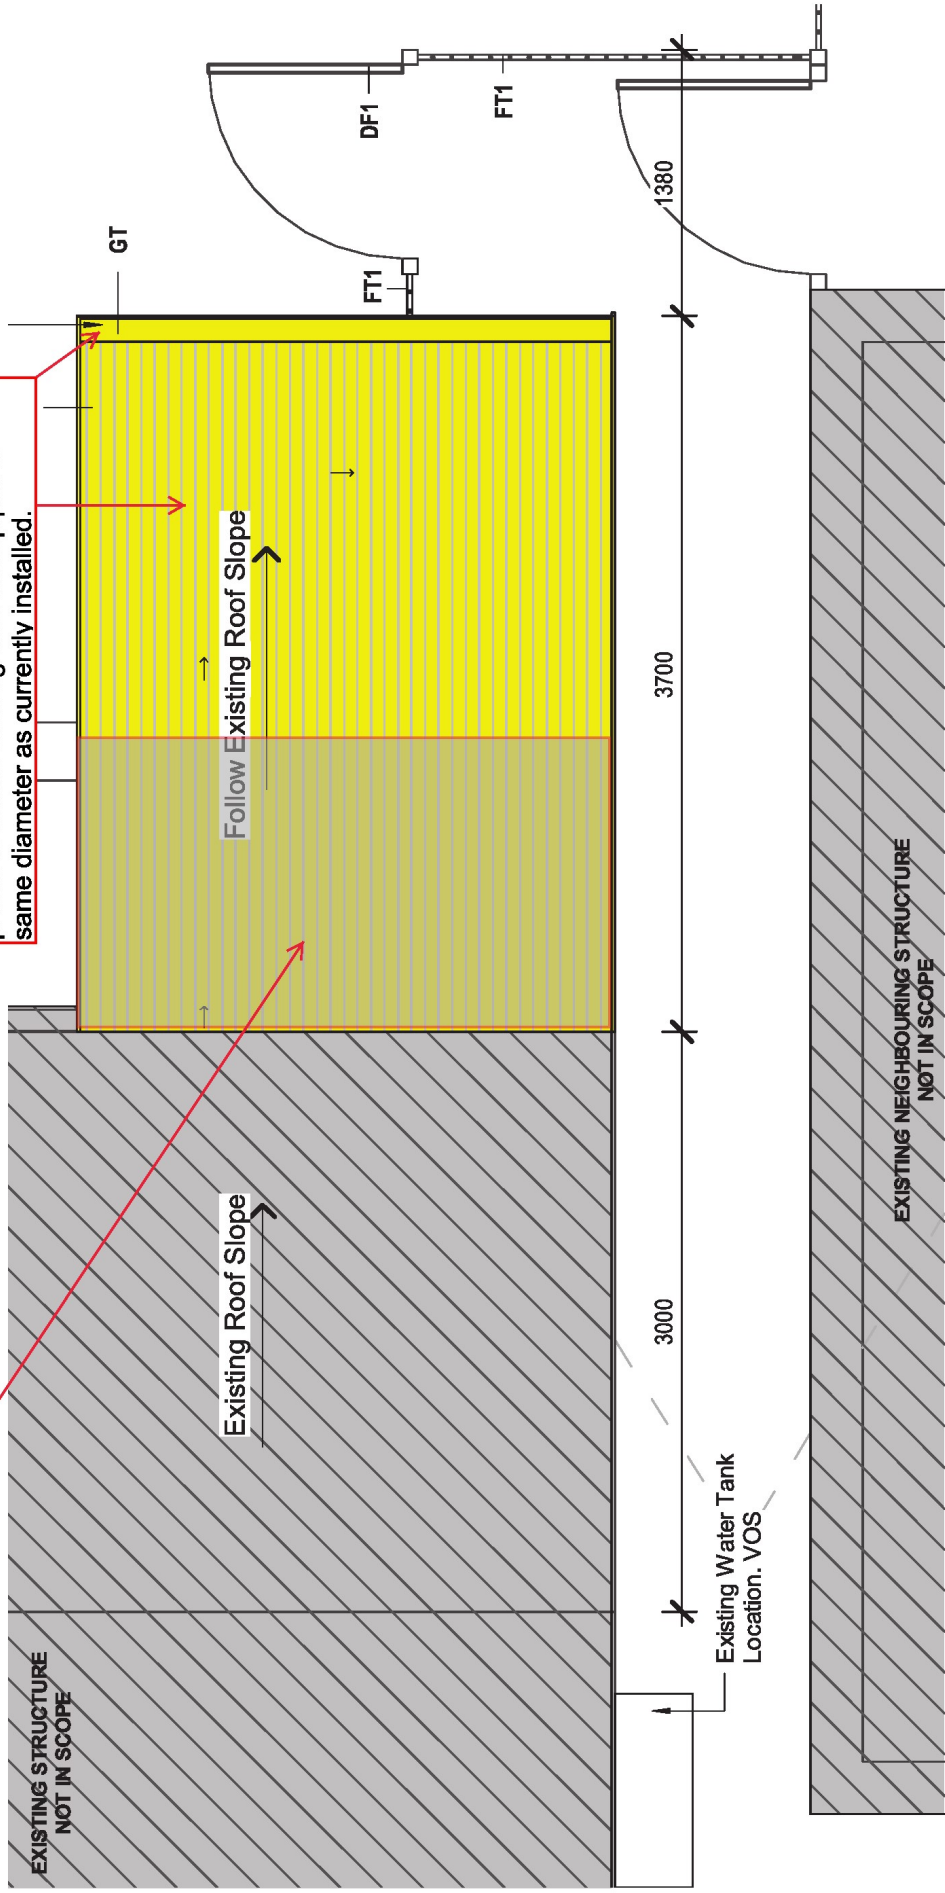 same diameter as currently installed.
GT
DF1
FT1
FT1
Follow Existing Roof Slope
Existing Roof Slope
1380
3700
3000
EXISTING STRUCTURE
NOT IN SCOPE
Existing Water Tank
Location. VOS
EXISTING NEIGHBOURING STRUCTURE
NOT IN SCOPE